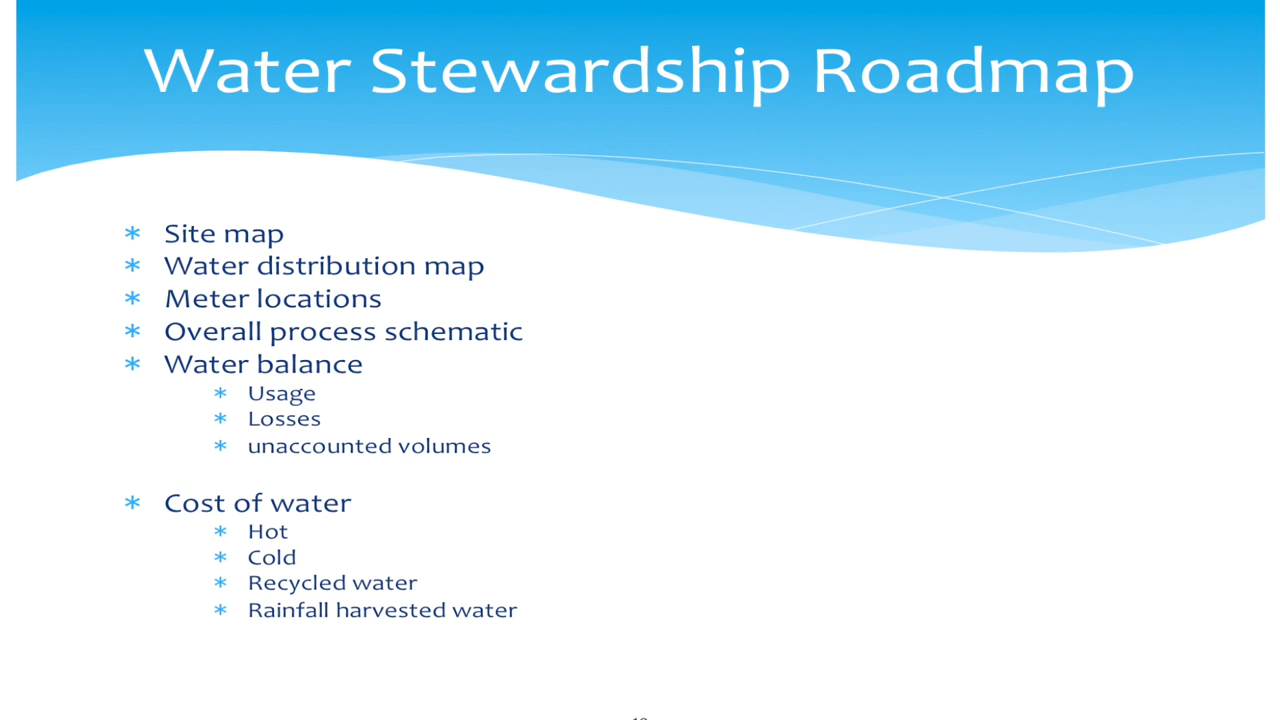 Water Stewardship Roadmap
* Site map
* Water distribution map
* Meter locations
* Overall process schematic
* Water balance
* Usage
* Losses
* unaccounted volumes
* Cost of water
* Hot
* Cold
* Recycled water
* Rainfall harvested water